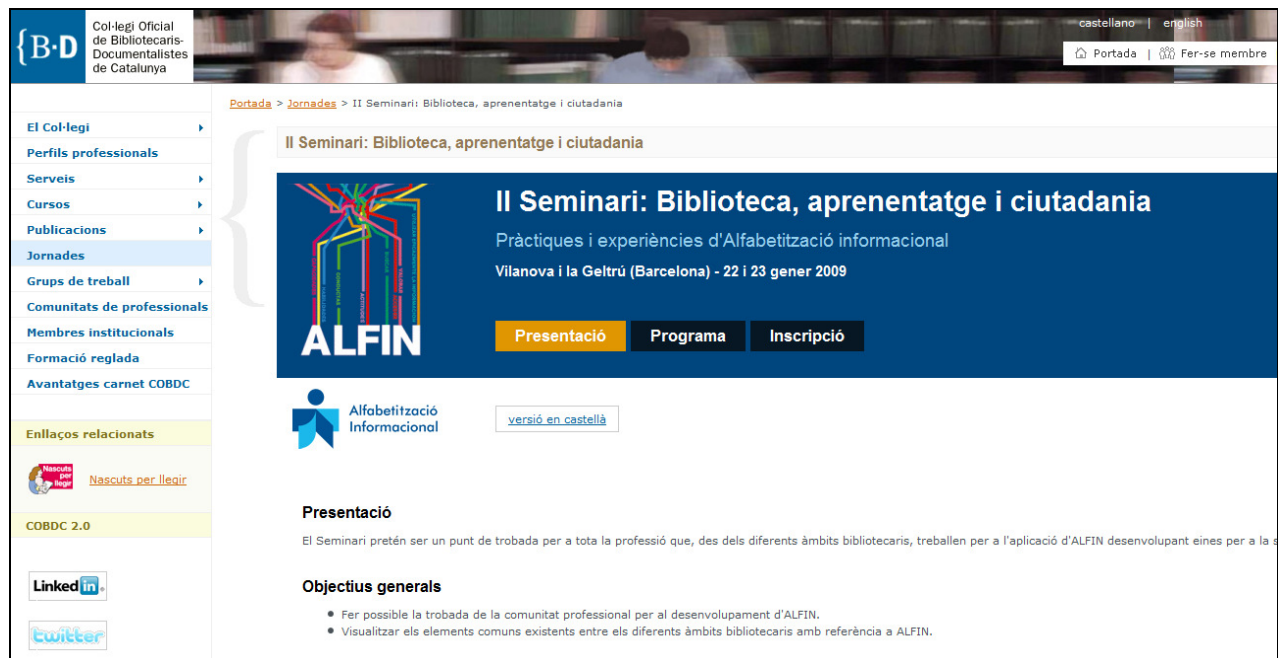 {B·D
Col·legi Oficial
de Bibliotecaris-
Documentalistes
de Catalunya
castellano | english
Portada | Fer-se membre
Portada > Jornades > II Seminari: Biblioteca, aprenentatge i ciutadania
El Col·legi
Perfils professionals
Serveis
Cursos
Publicacions
Jornades
Grups de treball
Comunitats de professionals
Membres institucionals
Formació reglada
Avantatges carnet COBDC
Enllaços relacionats
Nascuts
per
llegir
Nascuts per llegir
COBDC 2.0
Linked in
twitter
II Seminari: Biblioteca, aprenentatge i ciutadania
ALFIN
II Seminari: Biblioteca, aprenentatge i ciutadania
Pràctiques i experiències d'Alfabetització informacional
Vilanova i la Geltrú (Barcelona) - 22 i 23 gener 2009
Presentació Programa Inscripció
Alfabetització
Informacional
versió en castellà
Presentació
El Seminari pretén ser un punt de trobada per a tota la professió que, des dels diferents àmbits bibliotecaris, treballen per a l'aplicació d'ALFIN desenvolupant eines per a la s
Objectius generals
Fer possible la trobada de la comunitat professional per al desenvolupament d'ALFIN.
Visualitzar els elements comuns existents entre els diferents àmbits bibliotecaris amb referència a ALFIN.